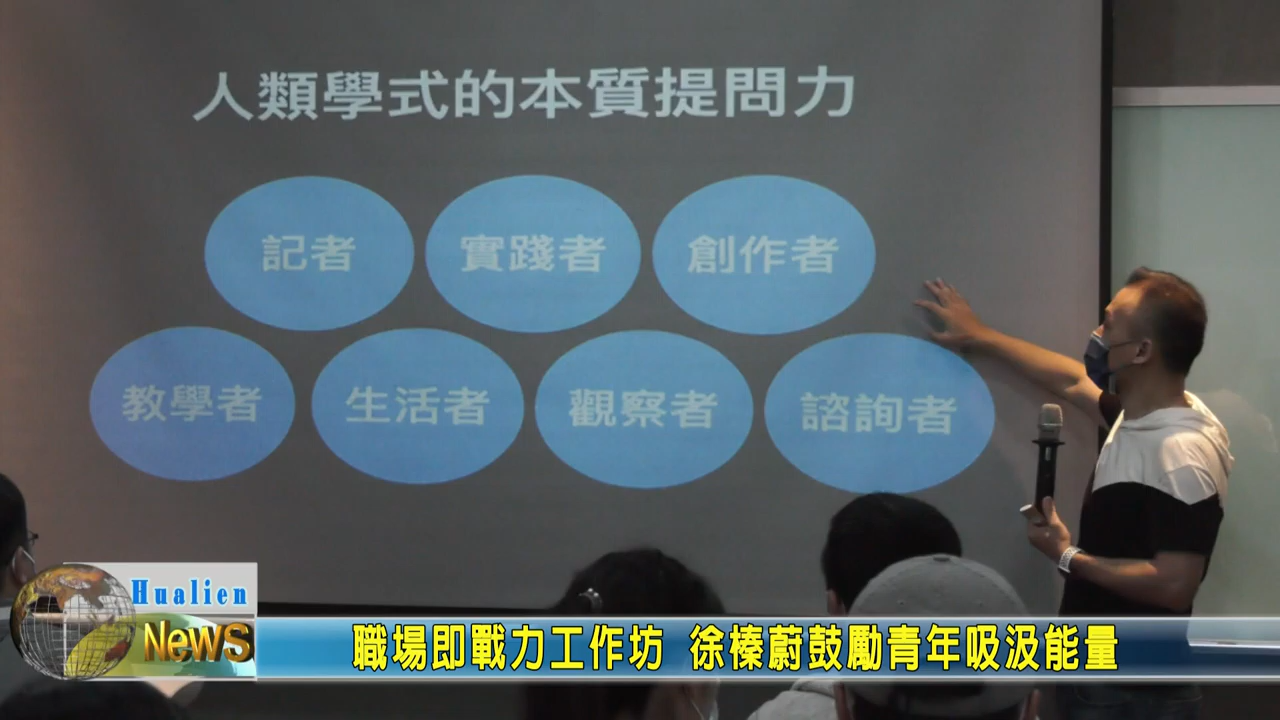 人類學式的本質提問力
記者 實踐者 創作者
教學者 生活者 觀察者 諮詢者
Hualien
News
職場即戰力工作坊 徐榛蔚鼓勵青年吸汲能量